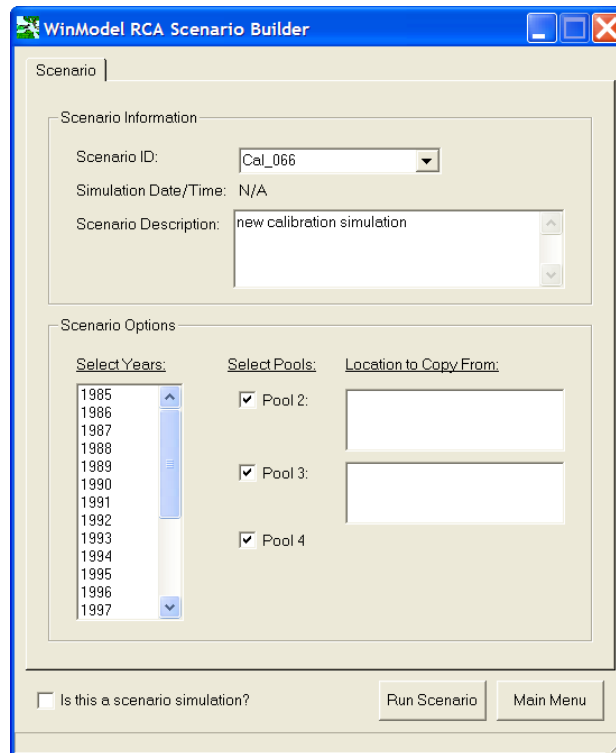 WinModel RCA Scenario Builder
Scenario
Scenario Information
Scenario ID: Cal_066
Simulation Date/Time: N/A
Scenario Description: new calibration simulation
Scenario Options
Select Years: Select Pools: Location to Copy From:
1985
1986
1987
1988
1989
1990
1991
1992
1993
1994
1995
1996
1997
Pool 2:
Pool 3:
Pool 4
Is this a scenario simulation? Run Scenario Main Menu